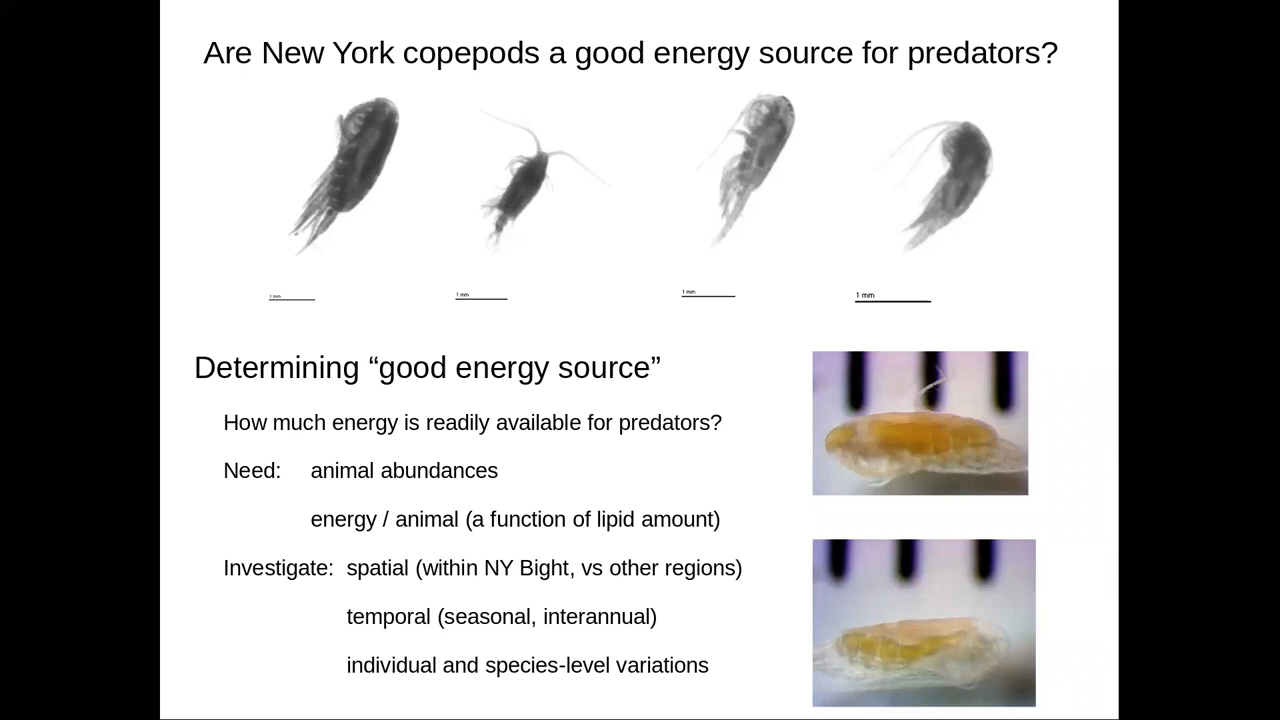 Are New York copepods a good energy source for predators?
1 mm
1 mm
1 mm
1 mm
Determining “good energy source”
How much energy is readily available for predators?
Need: animal abundances
energy / animal (a function of lipid amount)
Investigate: spatial (within NY Bight, vs other regions)
temporal (seasonal, interannual)
individual and species-level variations